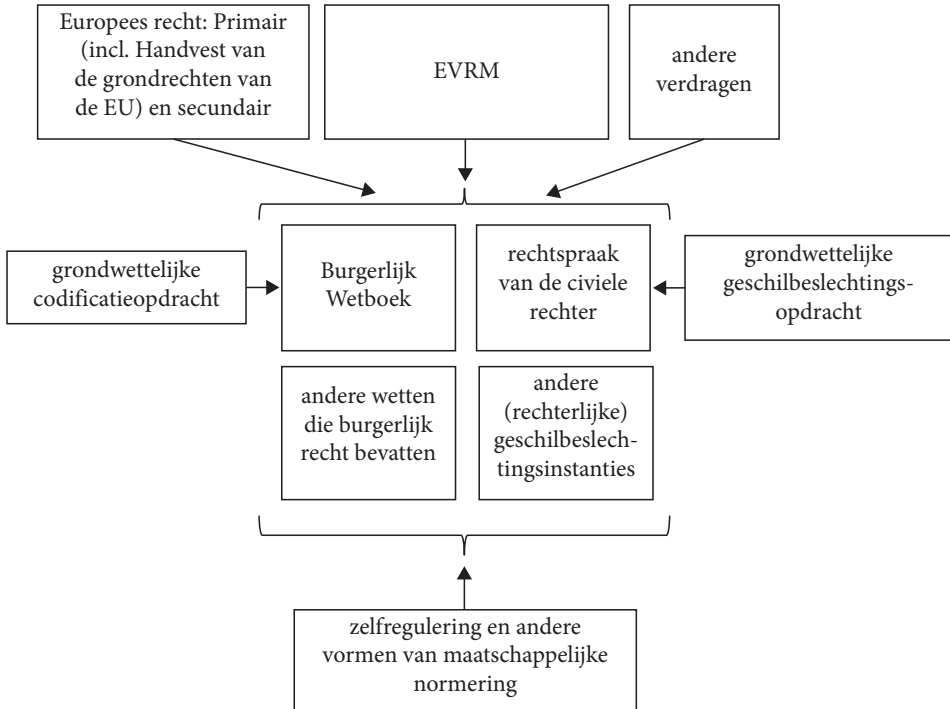 Europees recht: Primair
(incl. Handvest van
de grondrechten van
de EU) en secundair
EVRM
andere
verdragen
grondwettelijke
codificatieopdracht
Burgerlijk
Wetboek
rechtspraak
van de civiele
rechter
grondwettelijke
geschilbeslechtings-
opdracht
andere wetten
die burgerlijk
recht bevatten
andere
(rechterlijke)
geschilbeslech-
tingsinstanties
zelfregulering en andere
vormen van maatschappelijke
normering